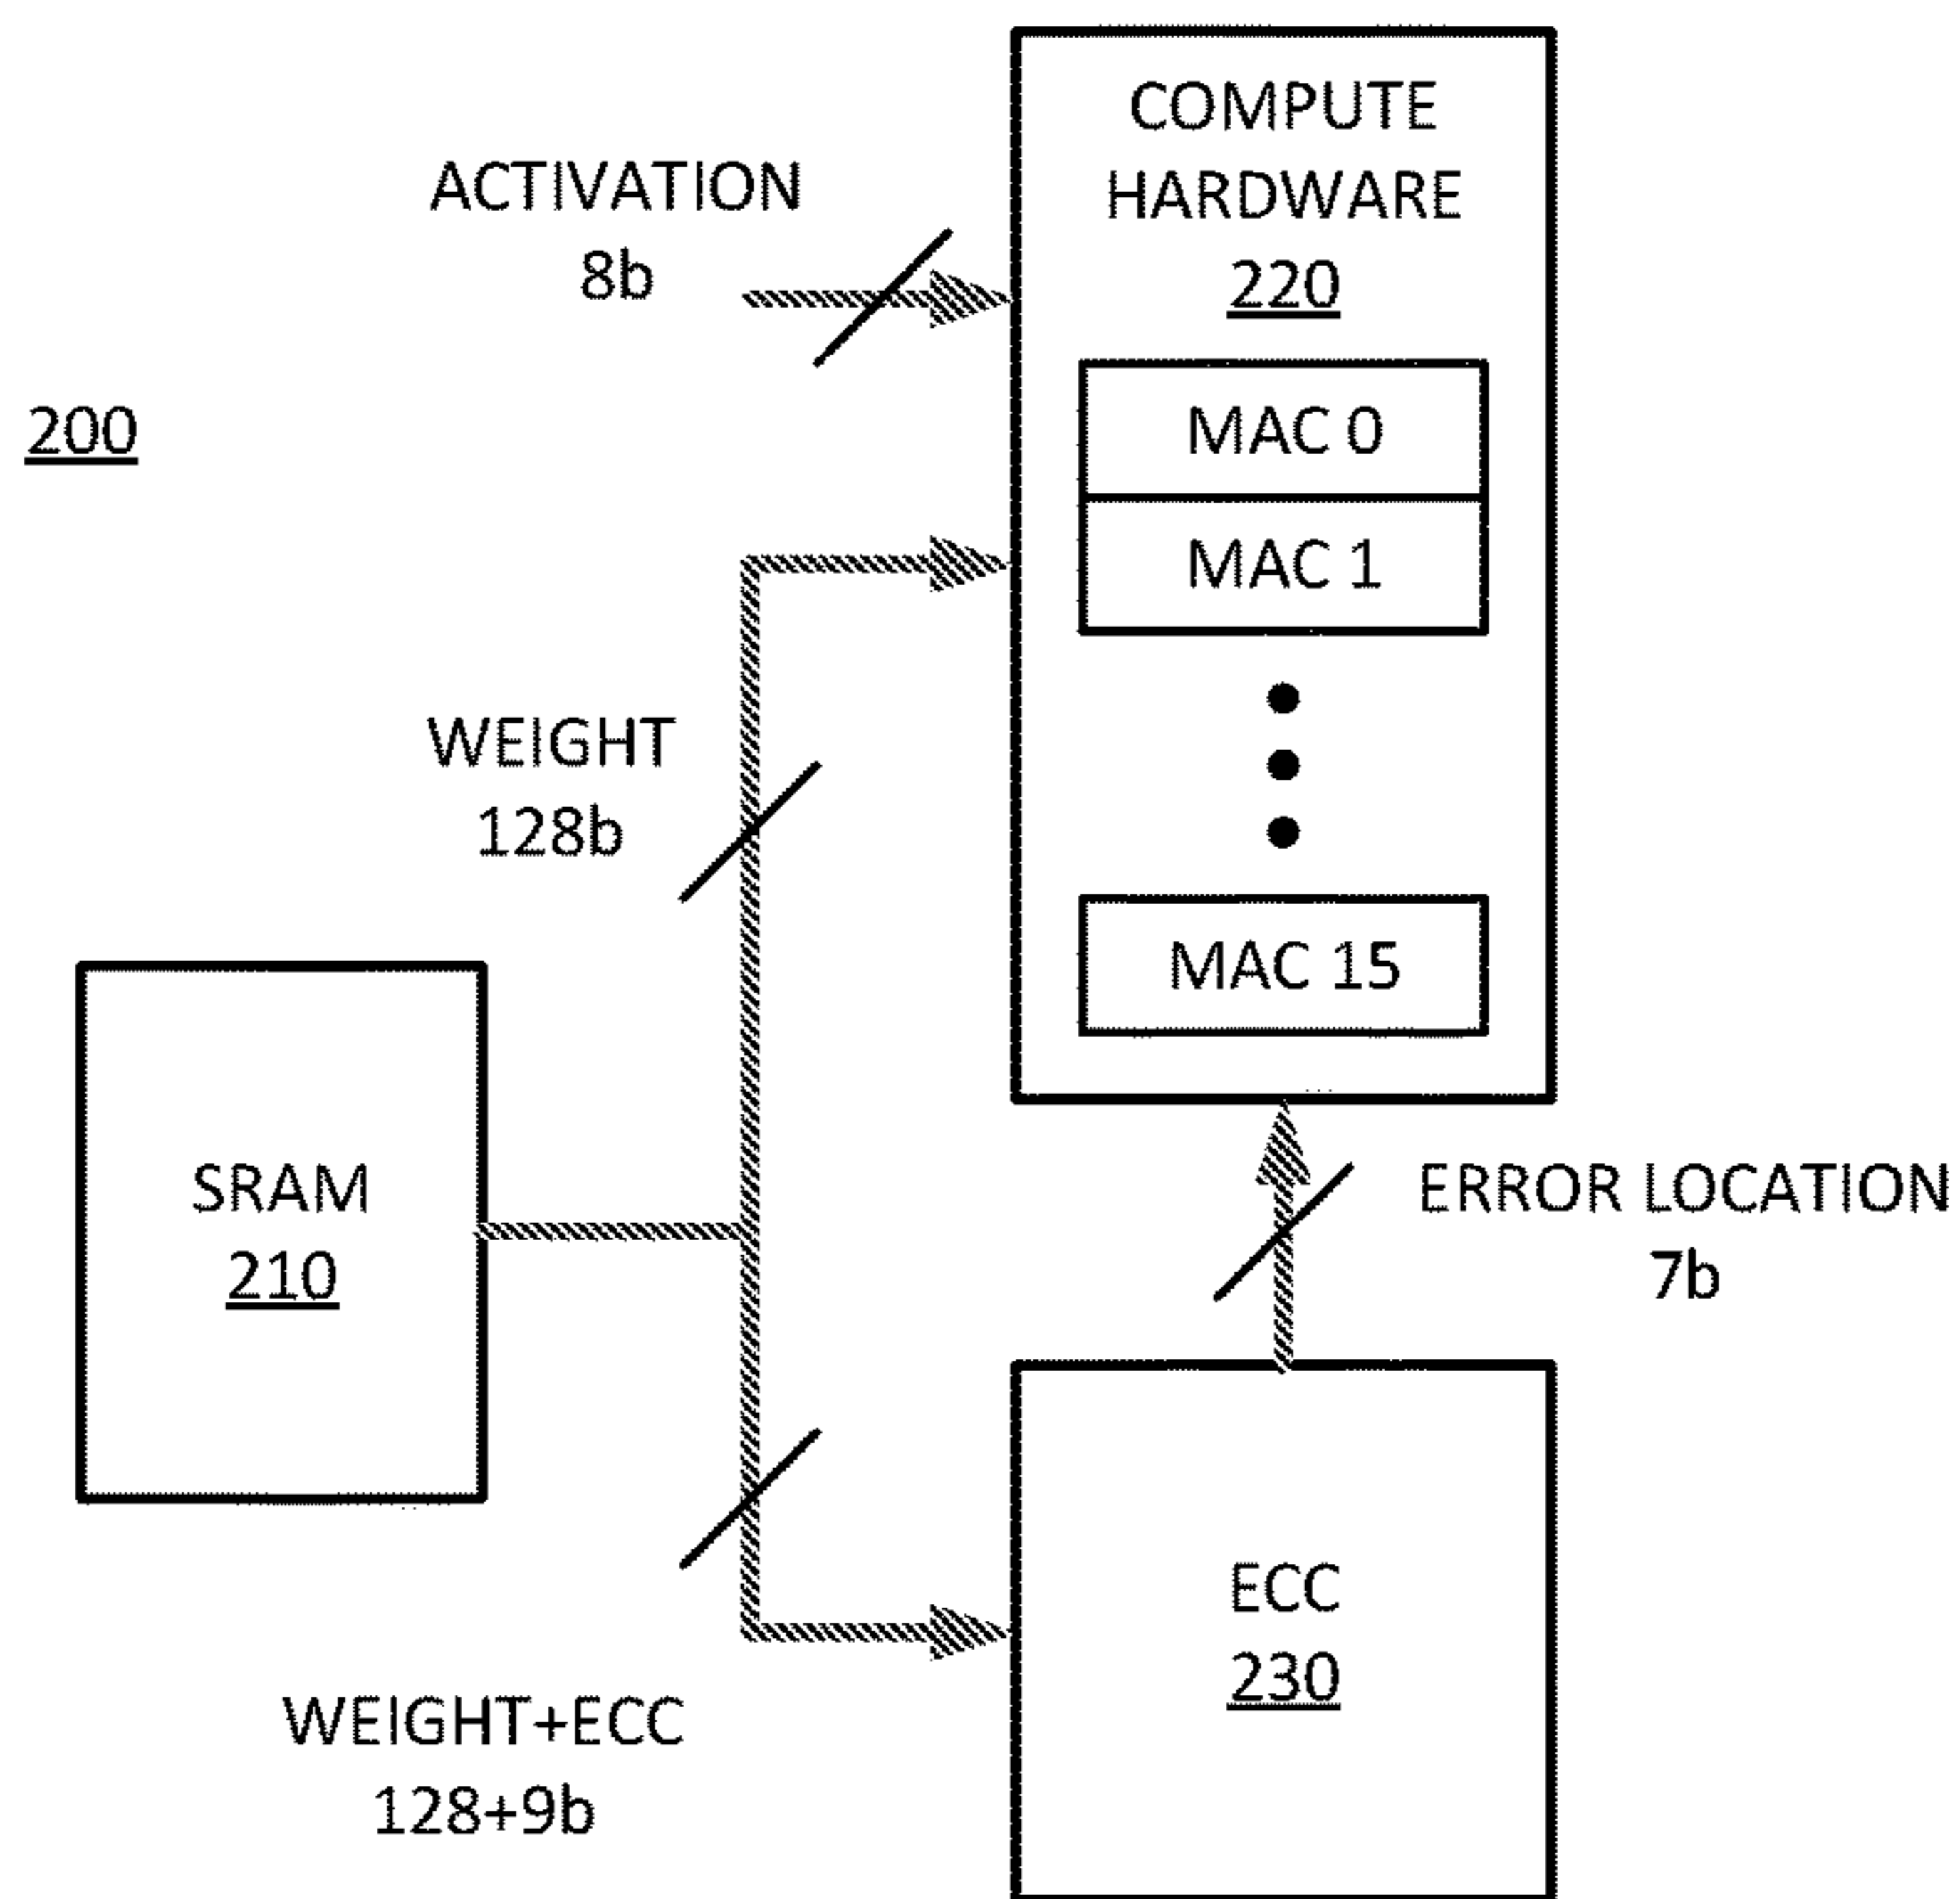 COMPUTE
HARDWARE
220
ACTIVATION
8b
MAC 0
200
MAC 1
WEIGHT
128b
MAC 15
SRAM
210
ERROR LOCATION
7b
ECC
230
WEIGHT+ECC
128+9b